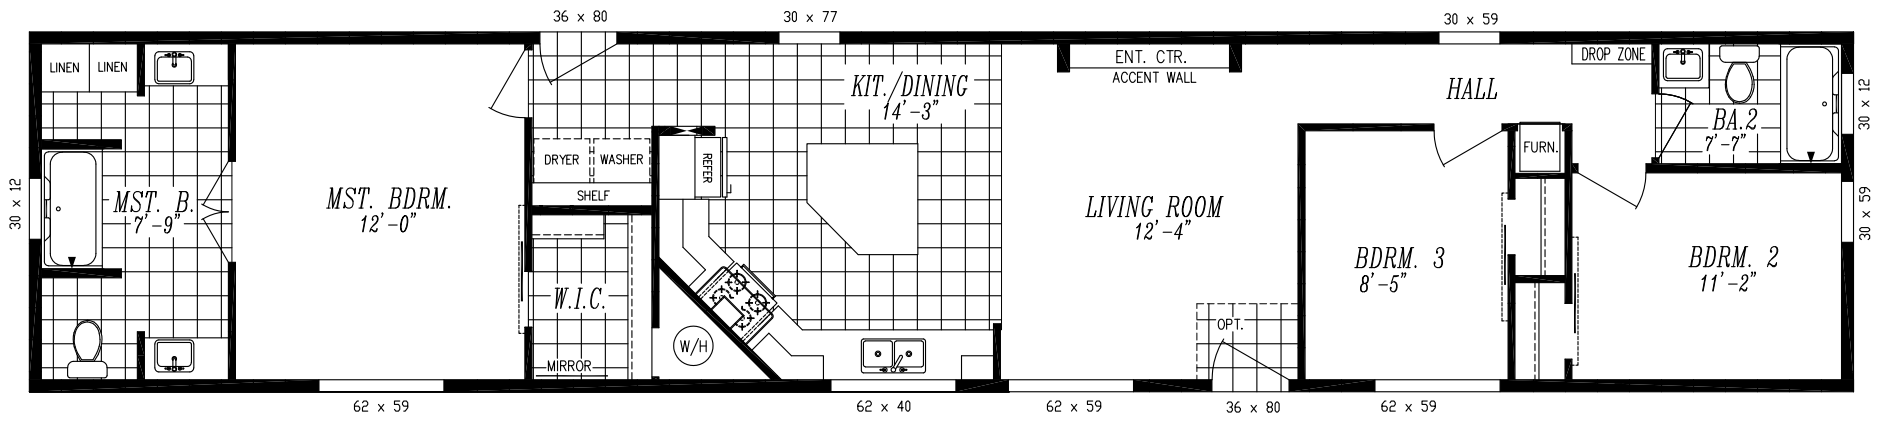 36 x 80
30 x 77
30 x 59
LINEN
LINEN
ENT. CTR.
ACCENT WALL
DROP ZONE
KIT./DINING
14'-3"
HALL
30 x 12
BA.2
7'-7"
DRYER
WASHER
REFER
FURN.
SHELF
30 x 12
MST. B.
7'-9"
MST. BDRM.
12'-0"
LIVING ROOM
12'-4"
30 x 59
BDRM. 3
8'-5"
BDRM. 2
11'-2"
W.I.C.
OPT.
W/H
MIRROR
62 x 59
62 x 40
62 x 59
36 x 80
62 x 59